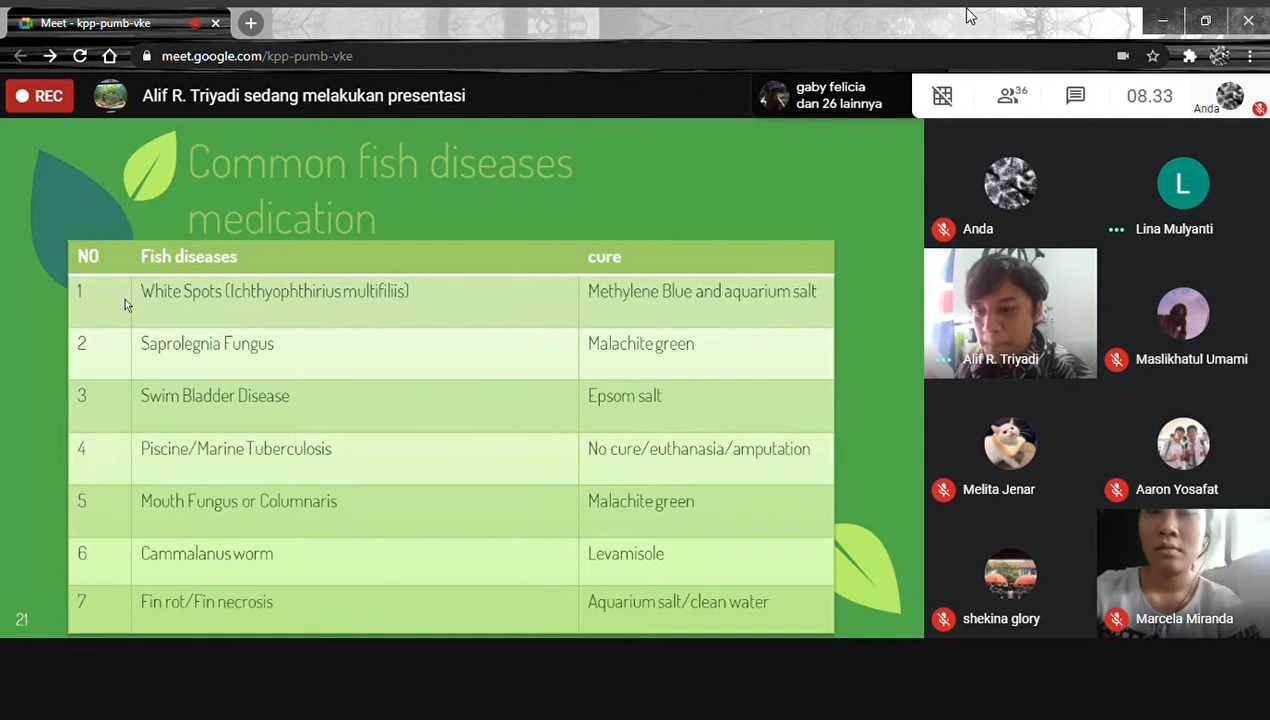 Meet - kpp-pumb-vke
meet.google.com/kpp-pumb-vke
REC
Alif R. Triyadi sedang melakukan presentasi
gaby felicia
dan 26 lainnya
36
08.33
Anda
Common fish diseases
medication
NO Fish diseases cure
1 White Spots (Ichthyophthirius multifiliis) Methylene Blue and aquarium salt
2 Saprolegnia Fungus Malachite green
3 Swim Bladder Disease Epsom salt
4 Piscine/Marine Tuberculosis No cure/euthanasia/amputation
5 Mouth Fungus or Columnaris Malachite green
6 Cammalanus worm Levamisole
7 Fin rot/Fin necrosis Aquarium salt/clean water
21
Anda
L
Lina Mulyanti
Alif R. Triyadi
Maslikhatul Umami
Melita Jenar
Aaron Yosafat
shekina glory
Marcela Miranda